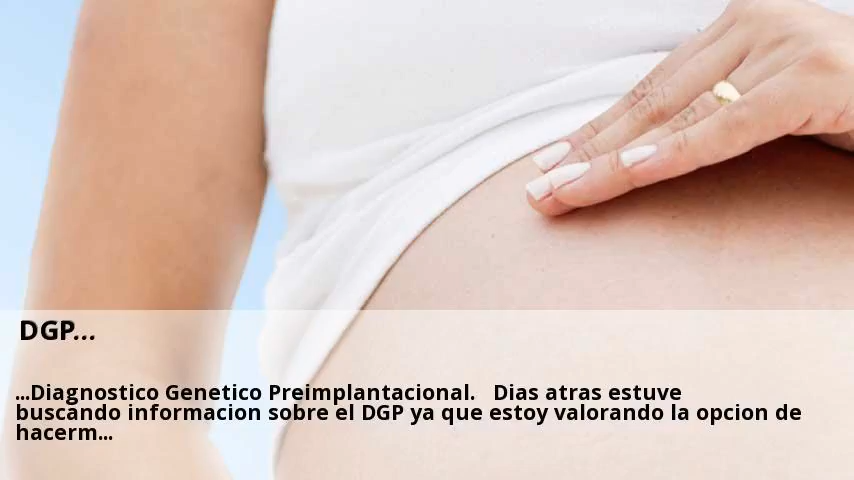 DGP...
...Diagnostico Genetico Preimplantacional. Dias atras estuve
buscando informacion sobre el DGP ya que estoy valorando la opcion de
hacerm...